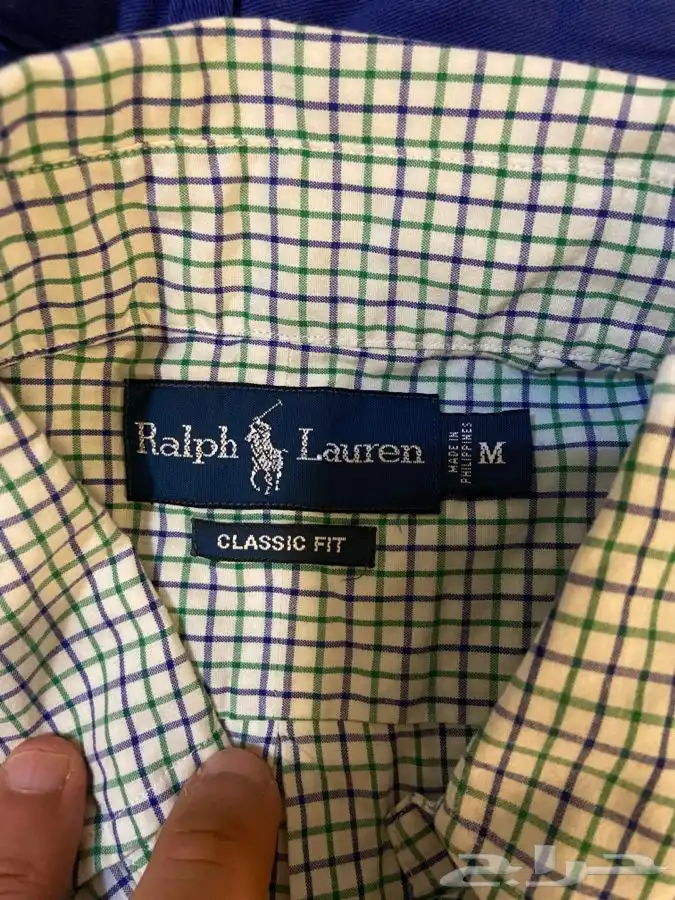 Ralph Lauren
MADE IN
PHILIPPINES
M
CLASSIC FIT
حراج